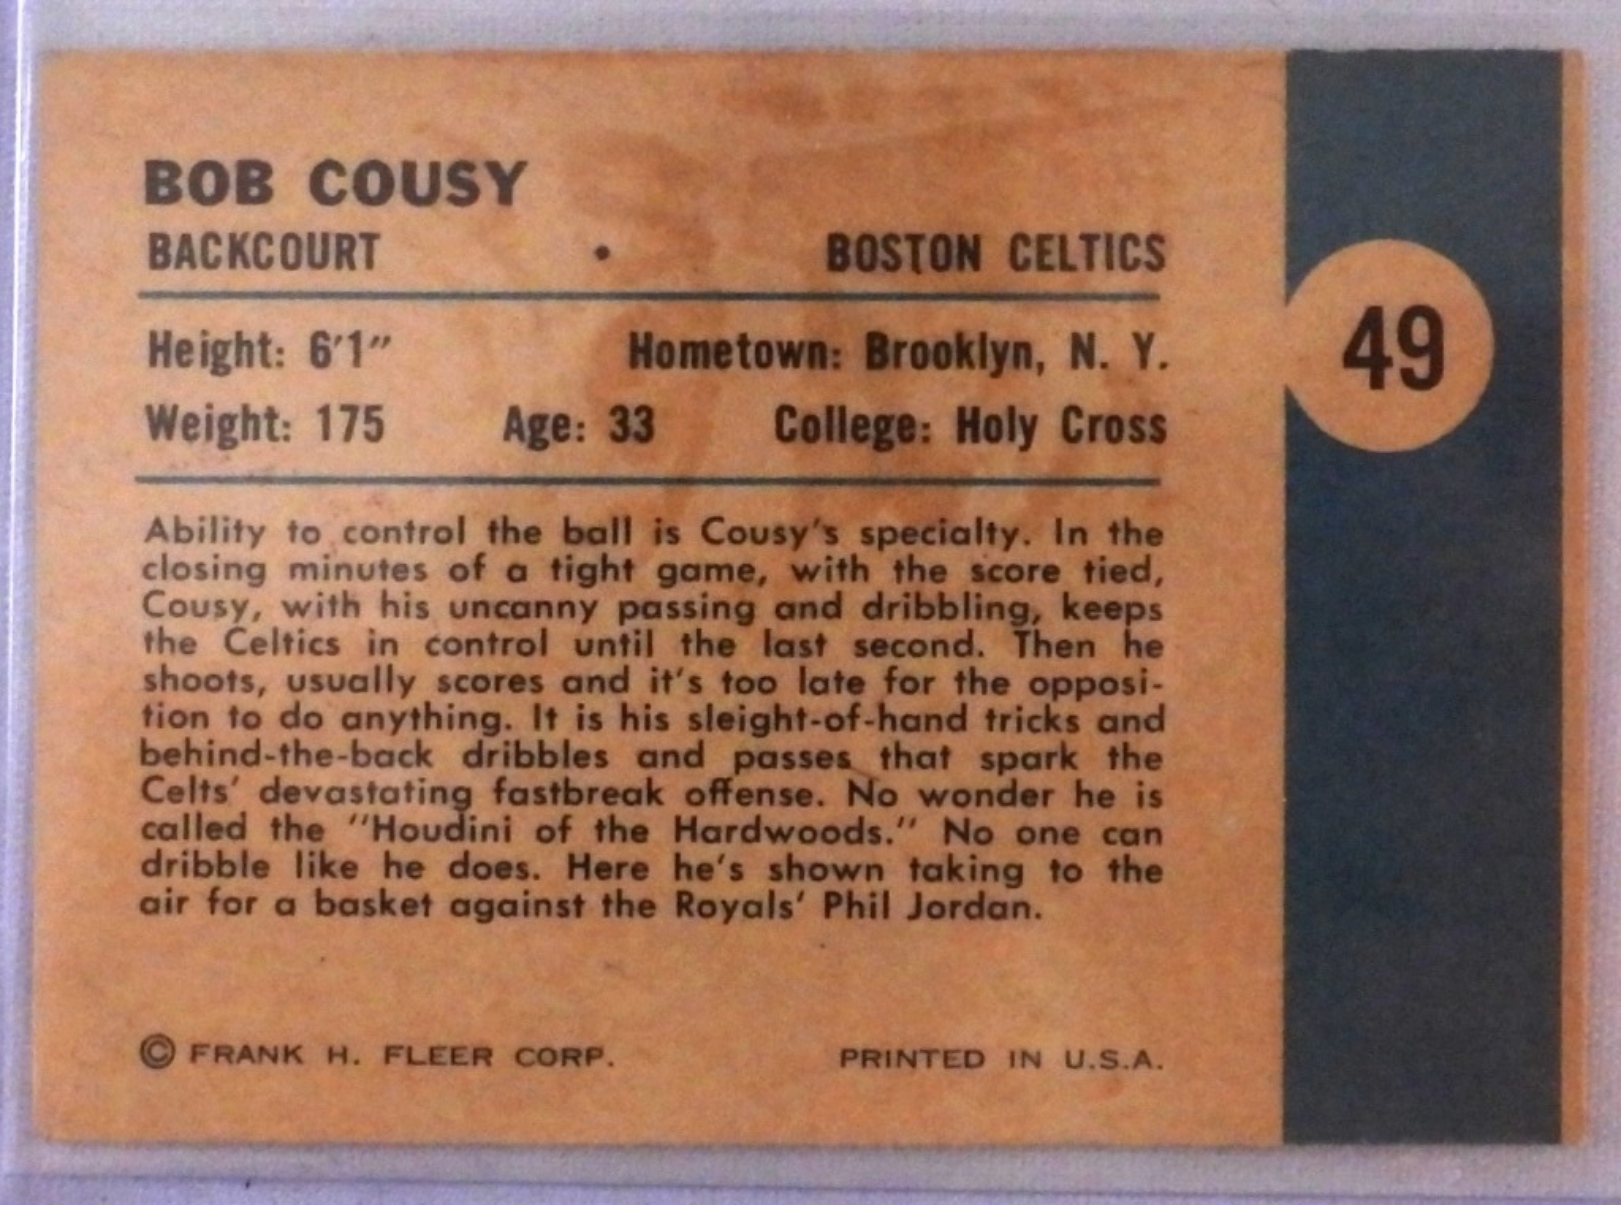 BOB COUSY
BACKCOURT • BOSTON CELTICS
Height: 6'1" Hometown: Brooklyn, N. Y.
49
Weight: 175 Age: 33 College: Holy Cross
Ability to control the ball is Cousy's specialty. In the
closing minutes of a tight game, with the score tied,
Cousy, with his uncanny passing and dribbling, keeps
the Celtics in control until the last second. Then he
shoots, usually scores and it's too late for the opposi-
tion to do anything. It is his sleight-of-hand tricks and
behind-the-back dribbles and passes that spark the
Celts' devastating fastbreak offense. No wonder he is
called the "Houdini of the Hardwoods." No one can
dribble like he does. Here he's shown taking to the
air for a basket against the Royals' Phil Jordan.
© FRANK H. FLEER CORP. PRINTED IN U.S.A.